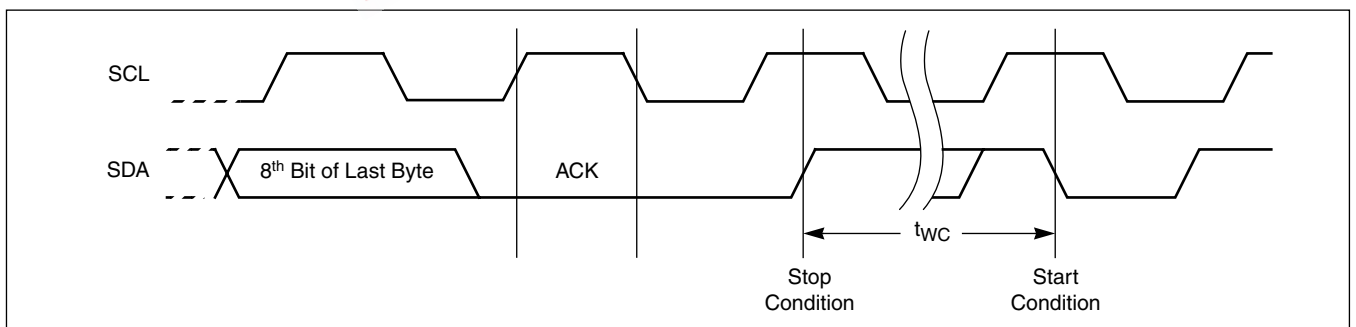 SCL
SDA
8th Bit of Last Byte
ACK
tWC
Stop
Condition
Start
Condition